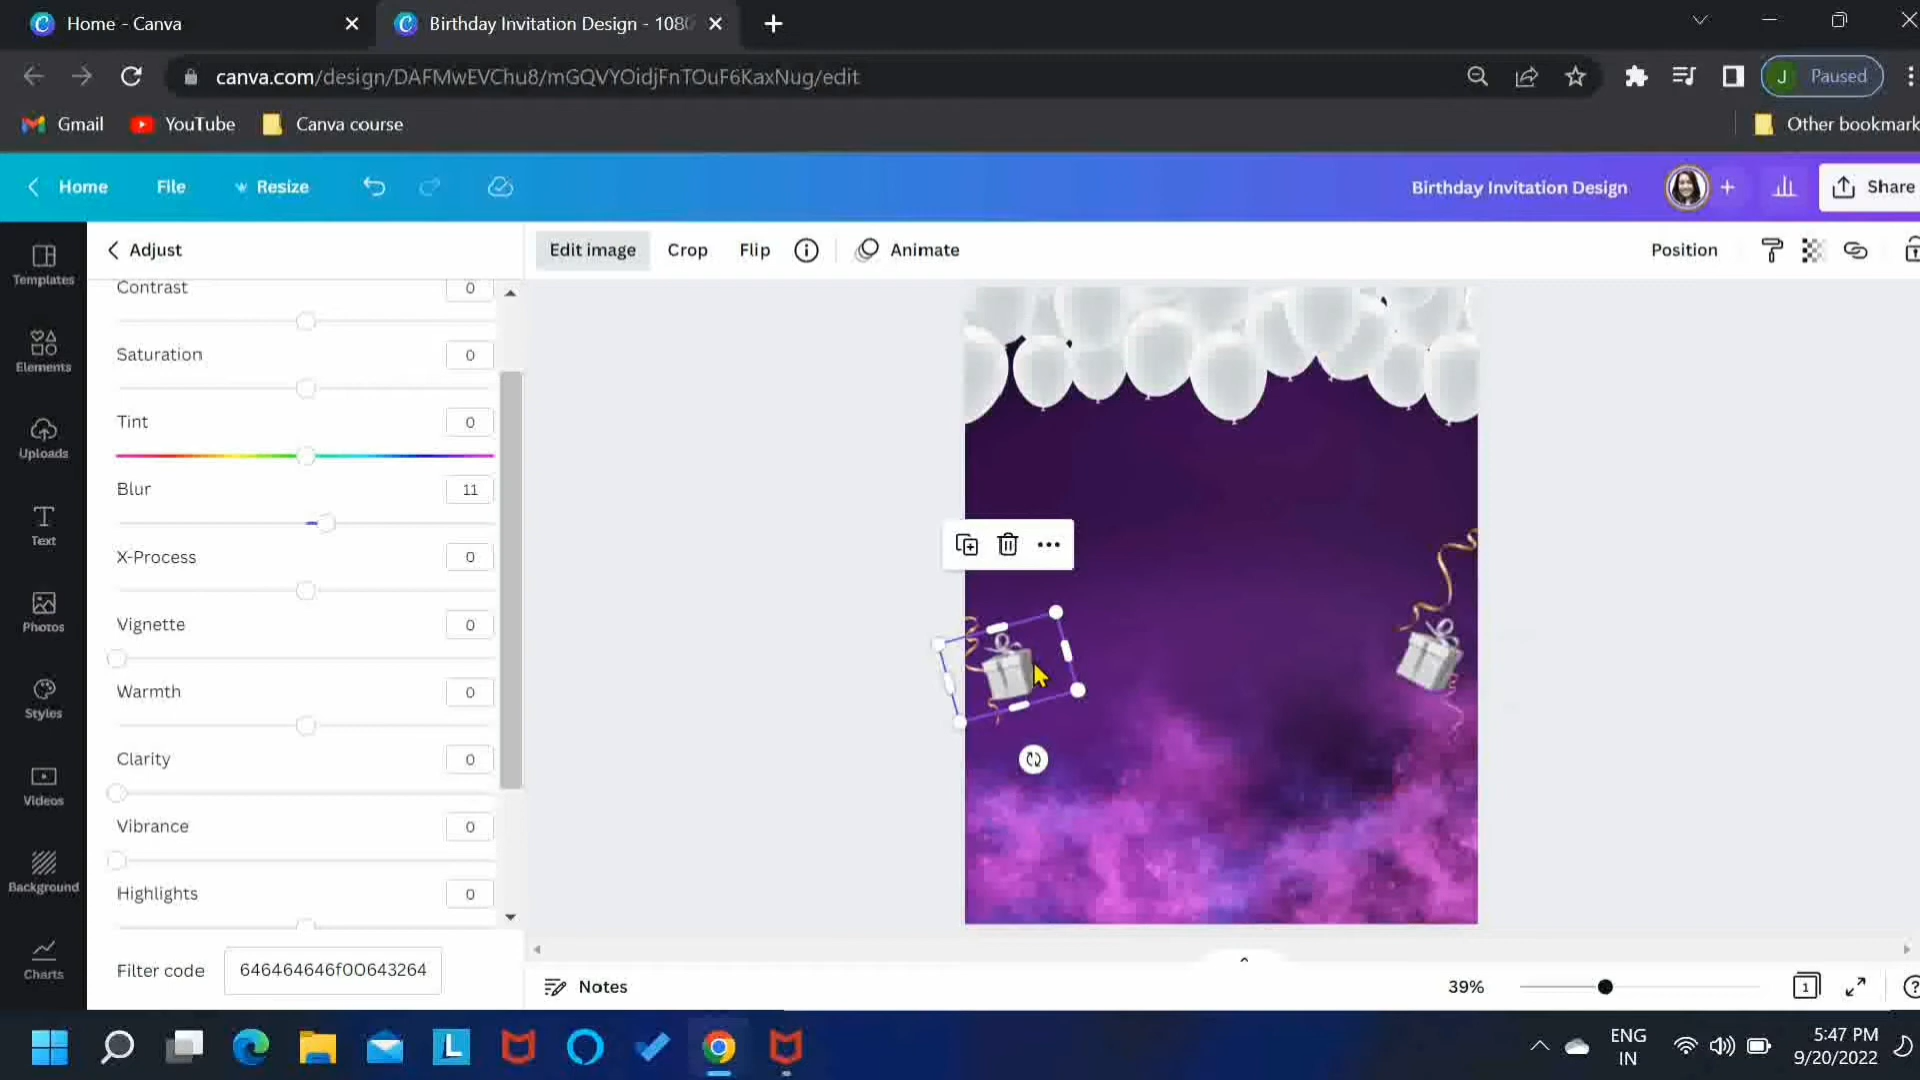 Home - Canva
Birthday Invitation Design - 1080
canva.com/design/DAFMwEVChu8/mGQVYOidjFnTOuF6KaxNug/edit
J Paused
Gmail YouTube Canva course
Other bookmark
Home File Resize
Birthday Invitation Design
Share
Templates
Elements
Uploads
Text
Photos
Styles
Videos
Background
Charts
Adjust
Edit image Crop Flip Animate
Position
Contrast 0
Saturation 0
Tint 0
Blur 11
X-Process 0
Vignette 0
Warmth 0
Clarity 0
Vibrance 0
Highlights 0
Filter code 646464646f00643264
Notes
39%
1
ENG
IN
5:47 PM
9/20/2022